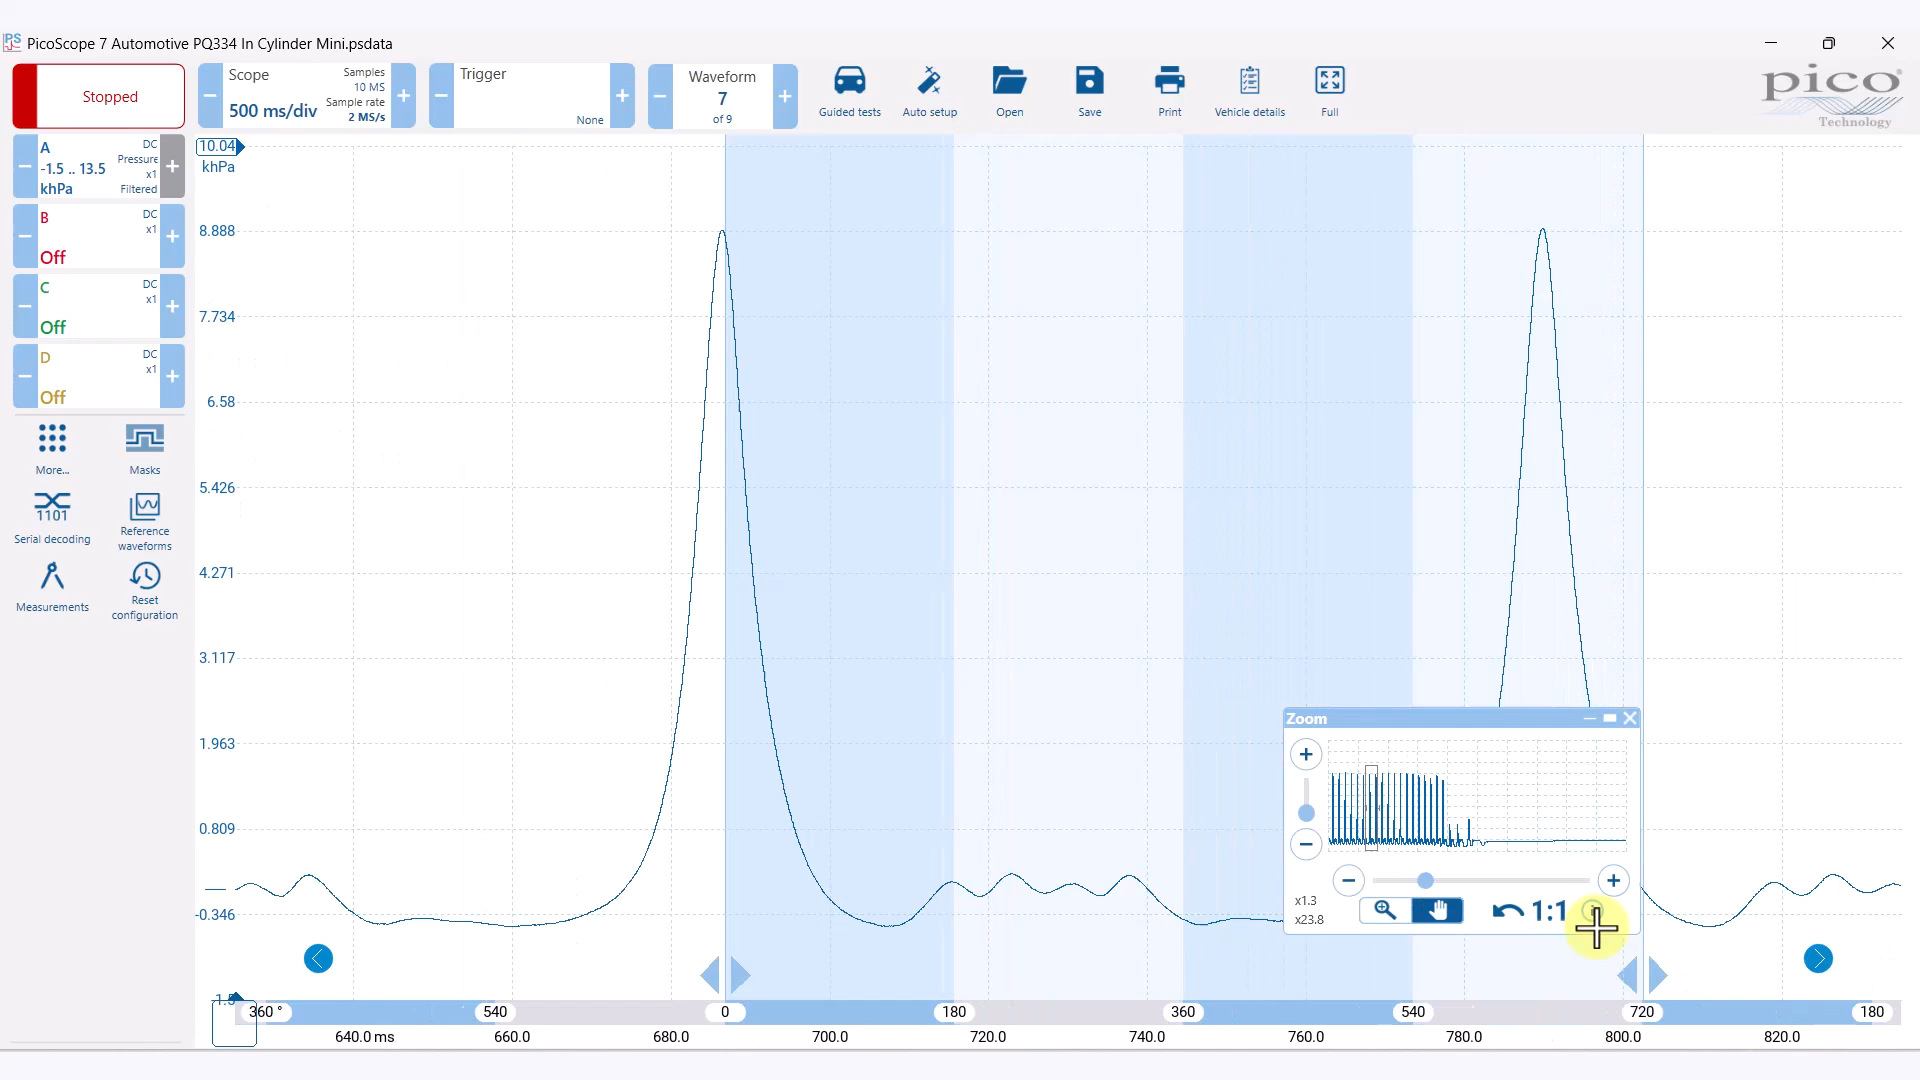 PS PicoScope 7 Automotive PQ334 In Cylinder Mini.psdata
Stopped
Scope
500 ms/div
Samples
10 MS
Sample rate
2 MS/s
Trigger
None
Waveform
7
of 9
Guided tests
Auto setup
Open
Save
Print
Vehicle details
Full
pico
Technology
A
-1.5 .. 13.5
khPa
DC
Pressure
x1
Filtered
B
Off
DC
x1
C
Off
DC
x1
D
Off
DC
x1
More...
Masks
1101
Serial decoding
Reference
waveforms
Measurements
Reset
configuration
10.04
khPa
8.888
7.734
6.58
5.426
4.271
3.117
1.963
0.809
-0.346
-1.5
Zoom
x1.3
x23.8
1:1
360 °
540
0
180
360
540
720
180
640.0 ms
660.0
680.0
700.0
720.0
740.0
760.0
780.0
800.0
820.0